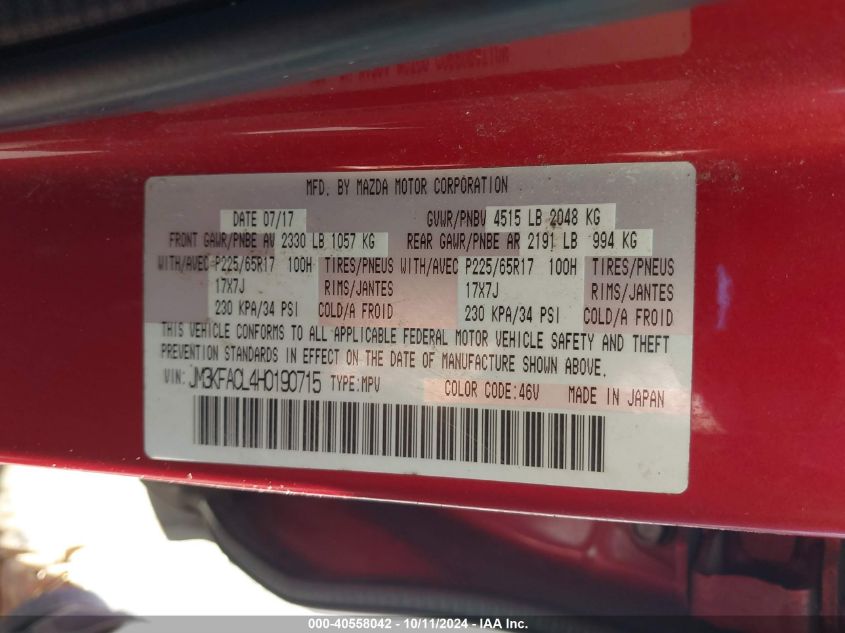 MFD. BY MAZDA MOTOR CORPORATION
DATE 07/17 GVWR/PNBV 4515 LB 2048 KG
FRONT GAWR/PNBE AV 2330 LB 1057 KG REAR GAWR/PNBE AR 2191 LB 994 KG
WITH/AVEC P225/65R17 100H TIRES/PNEUS WITH/AVEC P225/65R17 100H TIRES/PNEUS
17X7J RIMS/JANTES 17X7J RIMS/JANTES
230 KPA/34 PSI COLD/A FROID 230 KPA/34 PSI COLD/A FROID
THIS VEHICLE CONFORMS TO ALL APPLICABLE FEDERAL MOTOR VEHICLE SAFETY AND THEFT
PREVENTION STANDARDS IN EFFECT ON THE DATE OF MANUFACTURE SHOWN ABOVE.
VIN: JM3KFACL4H0190715 TYPE:MPV COLOR CODE:46V MADE IN JAPAN
000-40558042 - 10/11/2024 - IAA Inc.